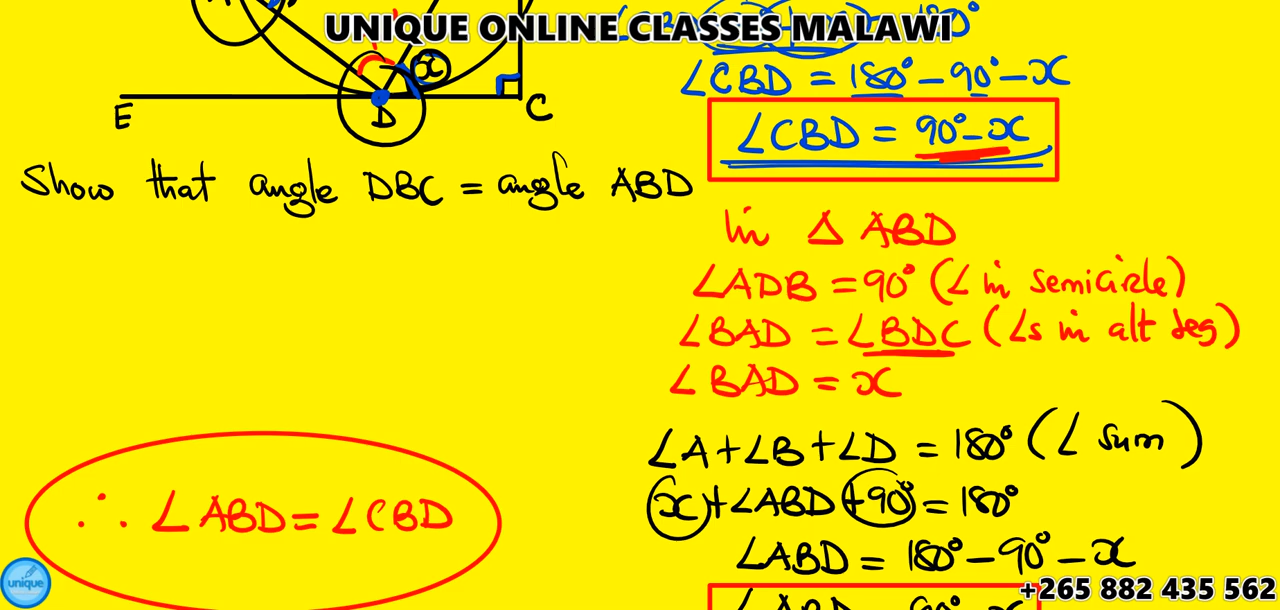 UNIQUE ONLINE CLASSES MALAWI
x
E
D
C
∠CBD = 180° - 90° - x
∠CBD = 90° - x
Show that angle DBC = angle ABD
In Δ ABD
∠ADB = 90° (∠ in semicircle)
∠BAD = ∠BDC (∠s in alt seg)
∠BAD = x
∠A + ∠B + ∠D = 180° (∠ sum)
x + ∠ABD + 90° = 180°
∠ABD = 180° - 90° - x
∴ ∠ABD = ∠CBD
unique
+265 882 435 562